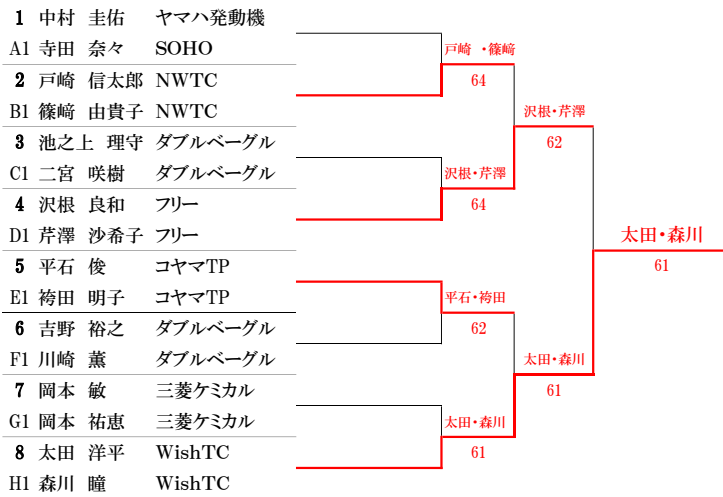 1 中村 圭佑 ヤマハ発動機
A1 寺田 奈々 SOHO
戸崎 ・篠﨑
2 戸崎 信太郎 NWTC
64
B1 篠﨑 由貴子 NWTC
沢根・芹澤
3 池之上 理守 ダブルベーグル
62
C1 二宮 咲樹 ダブルベーグル
沢根・芹澤
4 沢根 良和 フリー
64
D1 芹澤 沙希子 フリー
太田・森川
5 平石 俊 コヤマTP
61
E1 袴田 明子 コヤマTP
平石・袴田
6 吉野 裕之 ダブルベーグル
62
F1 川崎 薫 ダブルベーグル
太田・森川
7 岡本 敏 三菱ケミカル
61
G1 岡本 祐恵 三菱ケミカル
太田・森川
8 太田 洋平 WishTC
61
H1 森川 瞳 WishTC